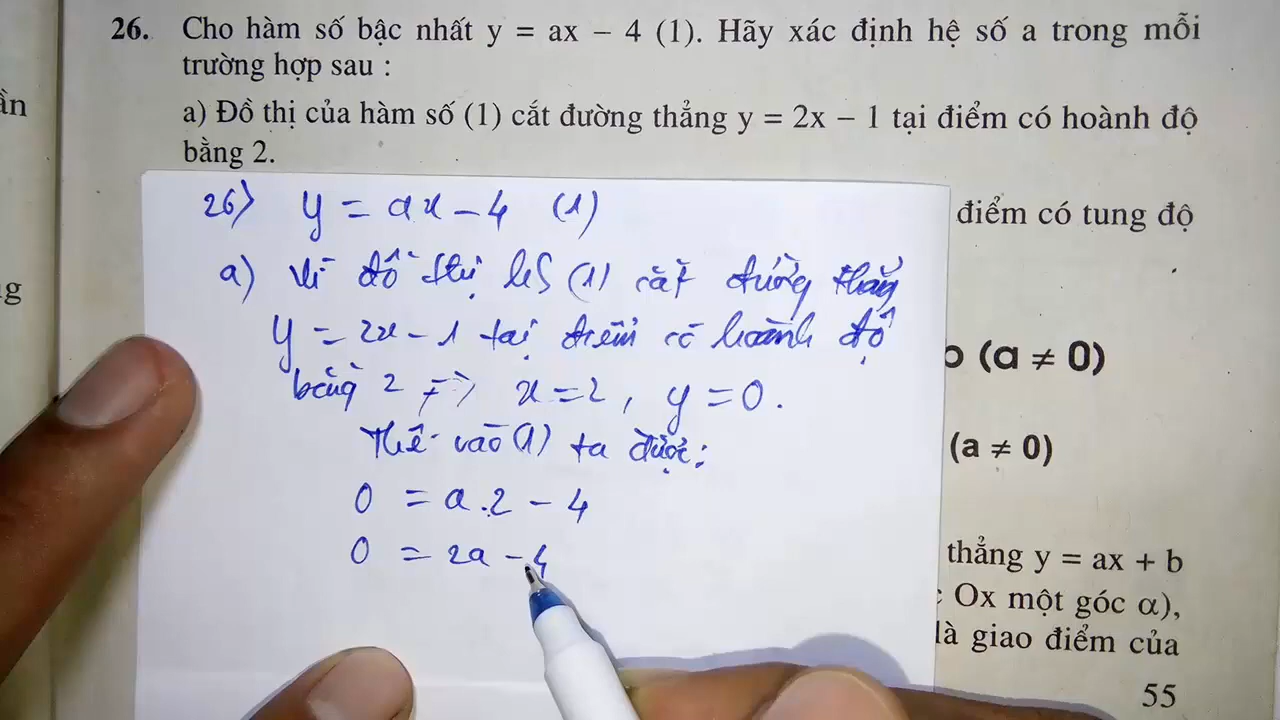 26. Cho hàm số bậc nhất y = ax − 4 (1). Hãy xác định hệ số a trong mỗi
trường hợp sau :
a) Đồ thị của hàm số (1) cắt đường thẳng y = 2x − 1 tại điểm có hoành độ
bằng 2.
điểm có tung độ
b (a ≠ 0)
(a ≠ 0)
thẳng y = ax + b
Ox một góc α),
là giao điểm của
55
26) y = ax − 4 (1)
a) Vì đồ thị hs (1) cắt đường thẳng
y = 2x − 1 tại điểm có hoành độ
bằng 2 => x = 2, y = 0.
Thế vào (1) ta được:
0 = a.2 − 4
0 = 2a − 4